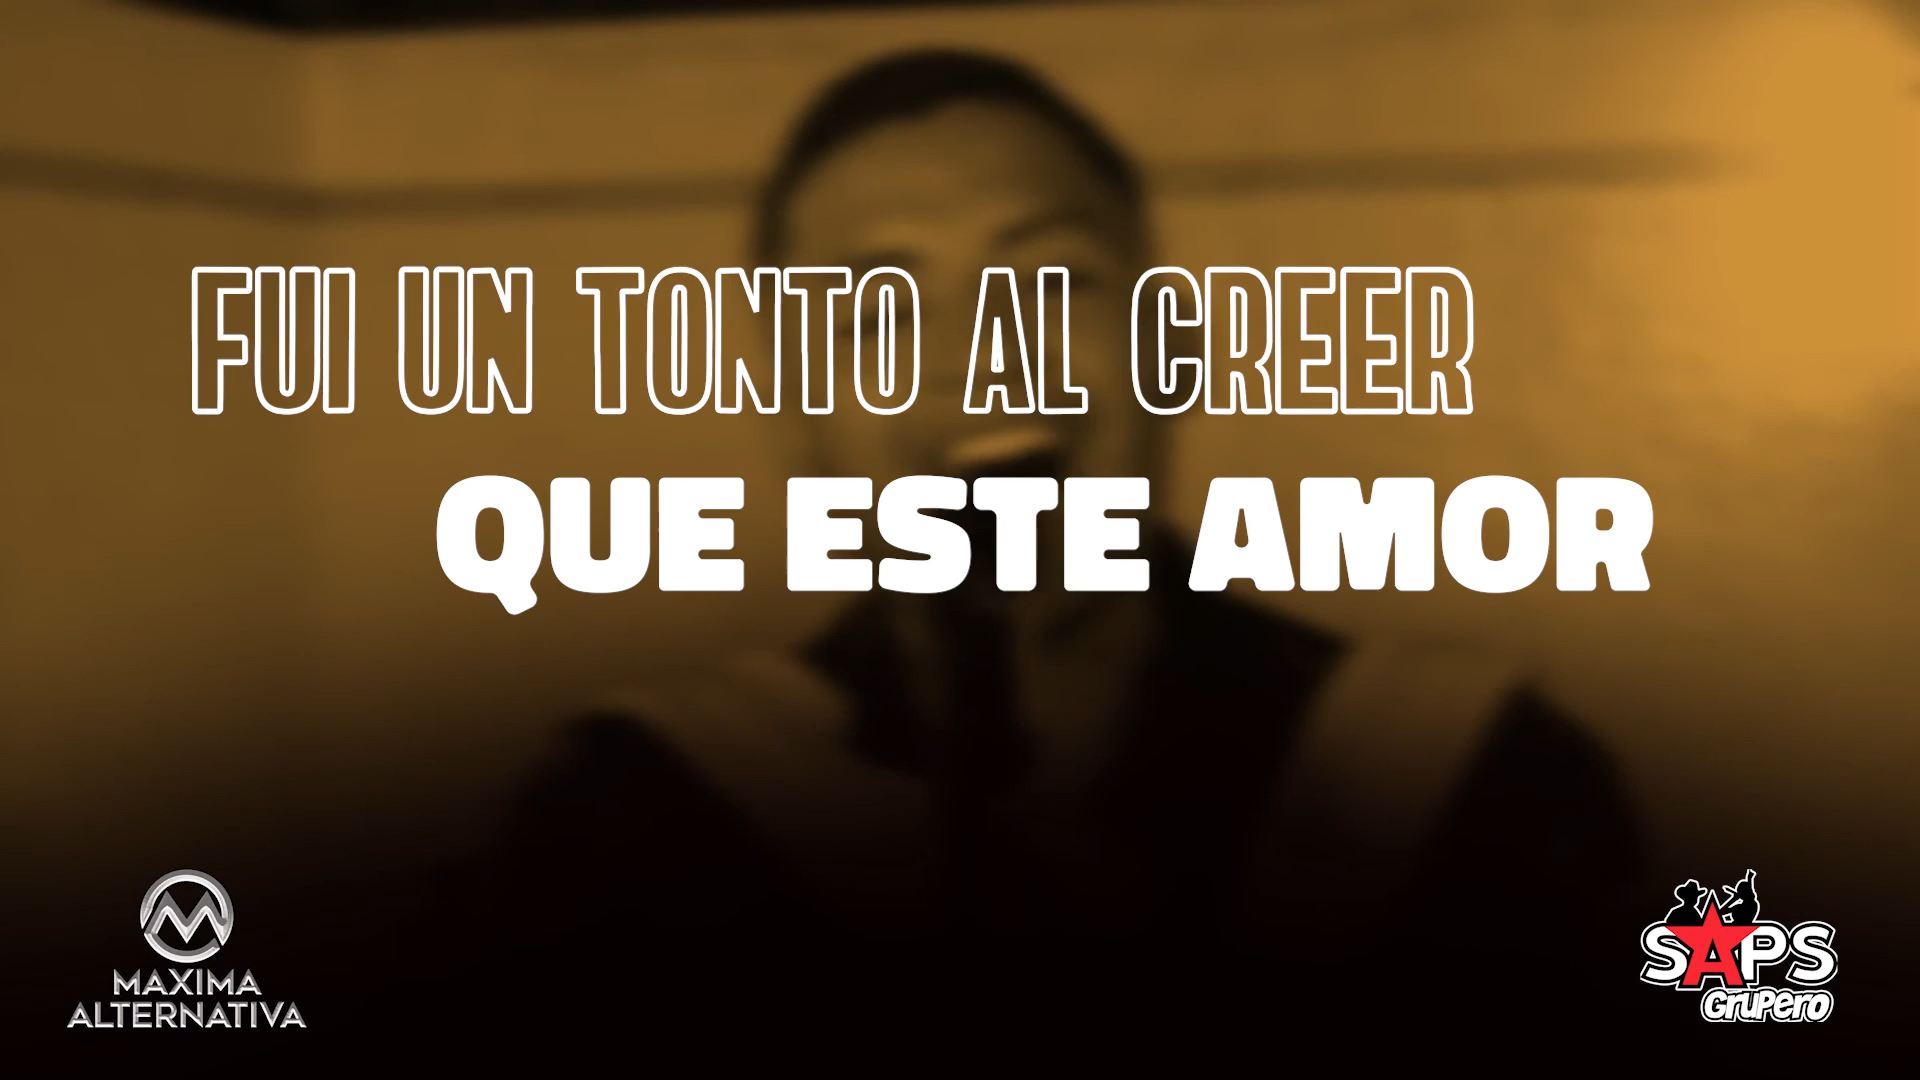 FUI UN TONTO AL CREER
QUE ESTE AMOR
MAXIMA
ALTERNATIVA
SAPS
GRUPERO